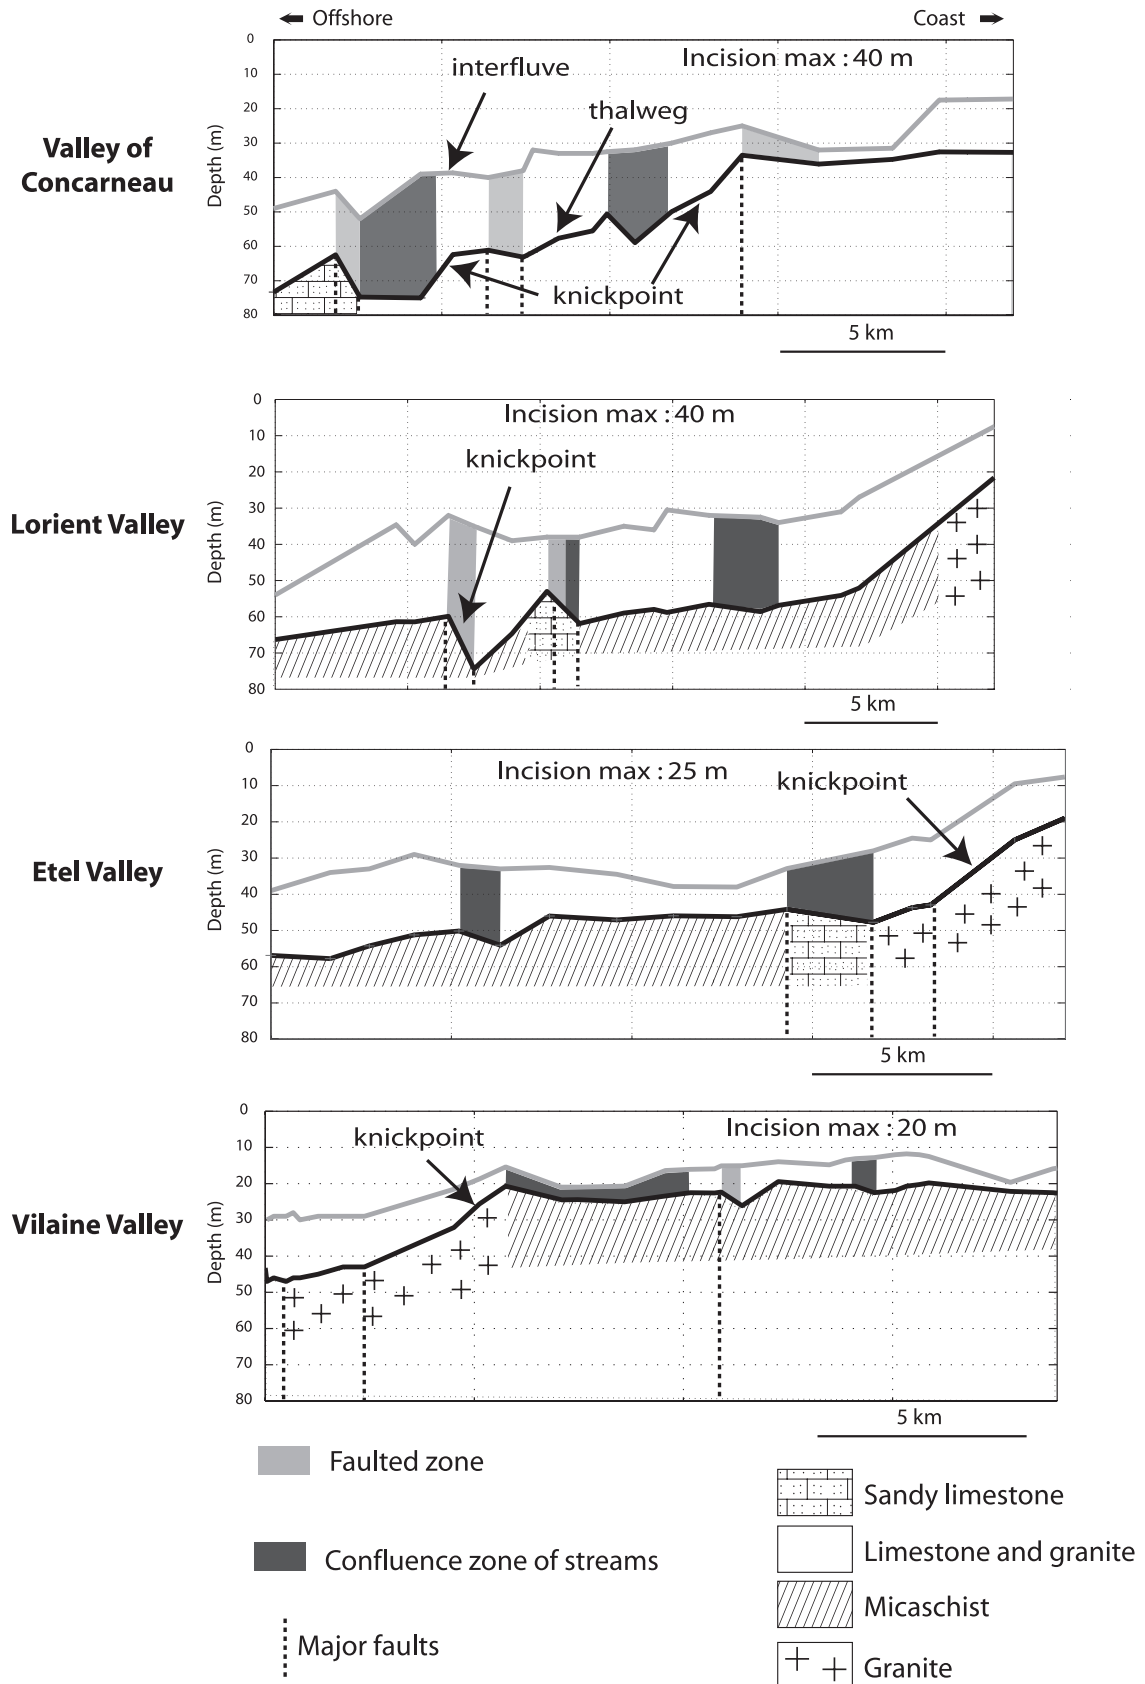 Offshore
Coast
Valley of
Concarneau
Depth (m)
0
10
20
30
40
50
60
70
80
Incision max : 40 m
interfluve
thalweg
knickpoint
5 km
Lorient Valley
Depth (m)
0
10
20
30
40
50
60
70
80
Incision max : 40 m
knickpoint
5 km
Etel Valley
0
10
20
30
40
50
60
70
80
Incision max : 25 m
knickpoint
5 km
Vilaine Valley
Depth (m)
0
10
20
30
40
50
60
70
80
knickpoint
Incision max : 20 m
5 km
Faulted zone
Confluence zone of streams
Major faults
Sandy limestone
Limestone and granite
Micaschist
Granite